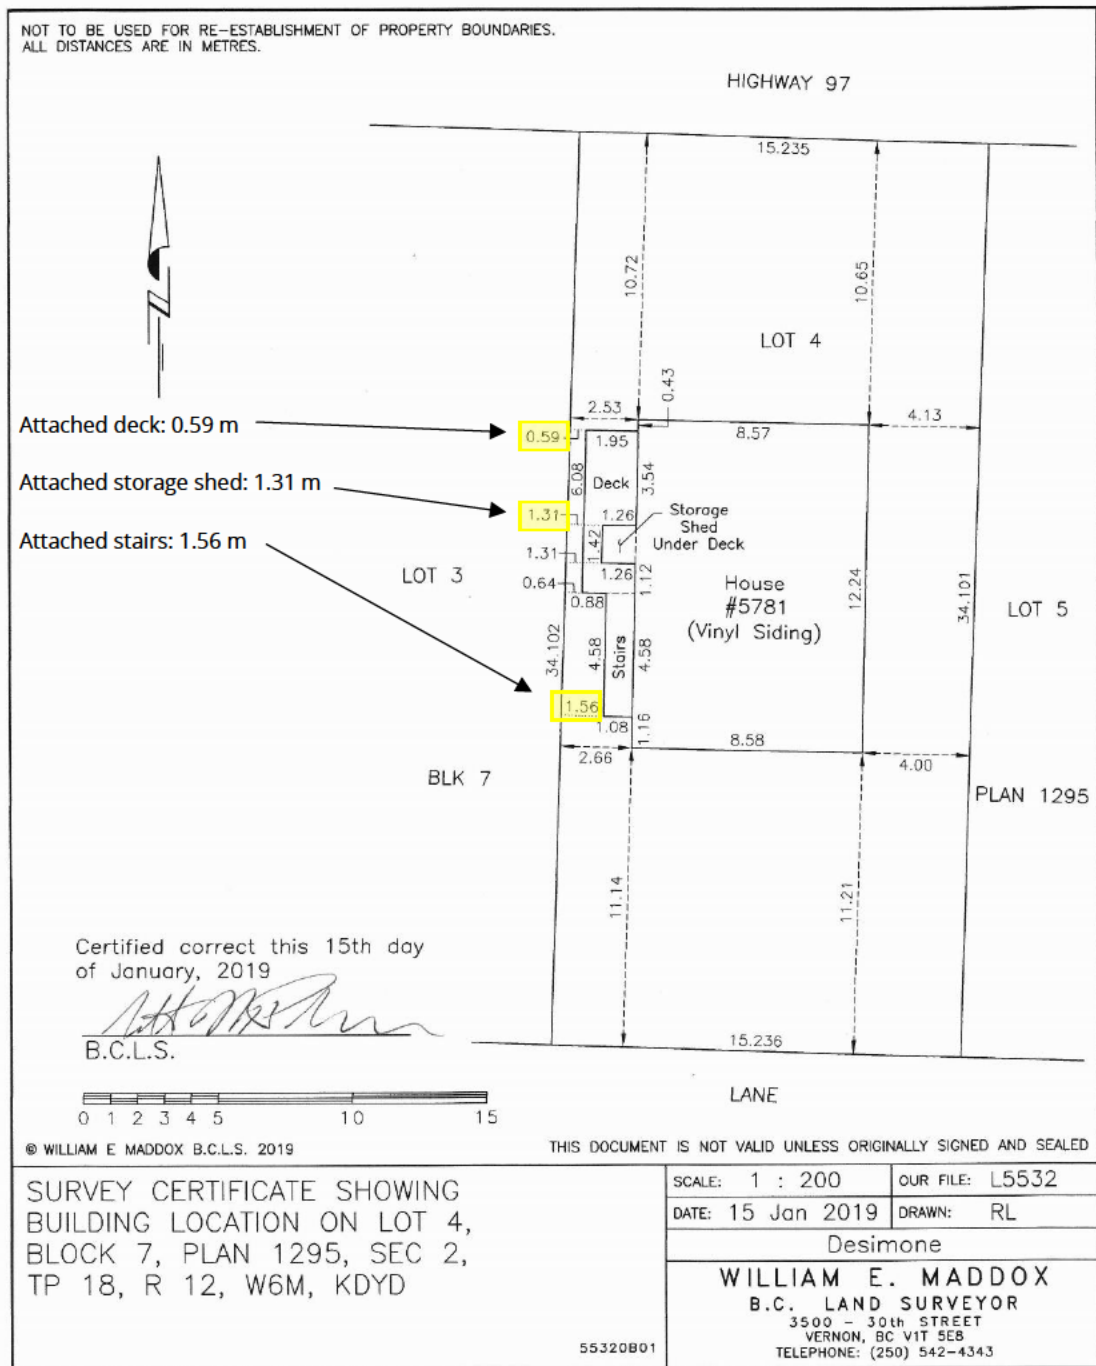 NOT TO BE USED FOR RE-ESTABLISHMENT OF PROPERTY BOUNDARIES.
ALL DISTANCES ARE IN METRES.
HIGHWAY 97
15.235
10.72
10.65
LOT 4
0.43
2.53
4.13
Attached deck: 0.59 m
0.59
1.95
8.57
6.08
Deck
3.54
Attached storage shed: 1.31 m
1.31
1.26
Storage
Shed
Under Deck
1.42
Attached stairs: 1.56 m
1.31
1.26
1.12
LOT 3
0.64
0.88
House
#5781
(Vinyl Siding)
12.24
34.101
LOT 5
34.102
4.58
Stairs
4.58
1.56
1.08
1.16
8.58
2.66
4.00
BLK 7
PLAN 1295
11.14
11.21
Certified correct this 15th day
of January, 2019
B.C.L.S.
15.236
LANE
0 1 2 3 4 5 10 15
© WILLIAM E MADDOX B.C.L.S. 2019
THIS DOCUMENT IS NOT VALID UNLESS ORIGINALLY SIGNED AND SEALED
SURVEY CERTIFICATE SHOWING
BUILDING LOCATION ON LOT 4,
BLOCK 7, PLAN 1295, SEC 2,
TP 18, R 12, W6M, KDYD
55320B01
SCALE: 1 : 200
OUR FILE: L5532
DATE: 15 Jan 2019
DRAWN: RL
Desimone
WILLIAM E. MADDOX
B.C. LAND SURVEYOR
3500 - 30th STREET
VERNON, BC V1T 5E8
TELEPHONE: (250) 542-4343